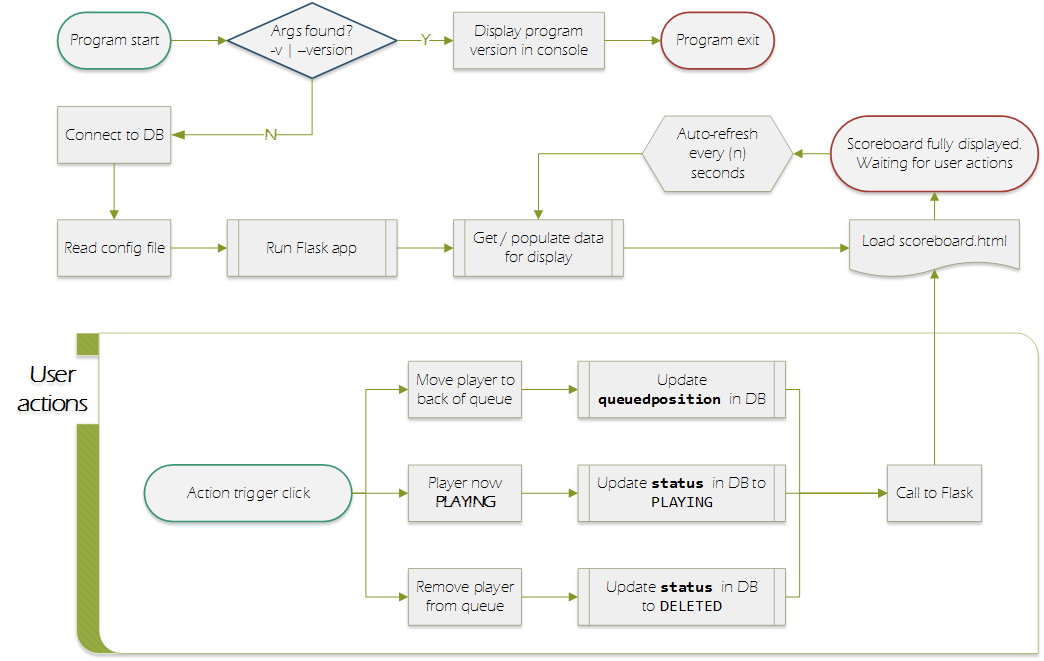 Program start
Args found?
-v | –version
Y
Display program
version in console
Program exit
N
Connect to DB
Auto-refresh
every (n)
seconds
Scoreboard fully displayed.
Waiting for user actions
Read config file
Run Flask app
Get / populate data
for display
Load scoreboard.html
User
actions
Move player to
back of queue
Update
queuedposition in DB
Action trigger click
Player now
PLAYING
Update status in DB to
PLAYING
Call to Flask
Remove player
from queue
Update status in DB
to DELETED